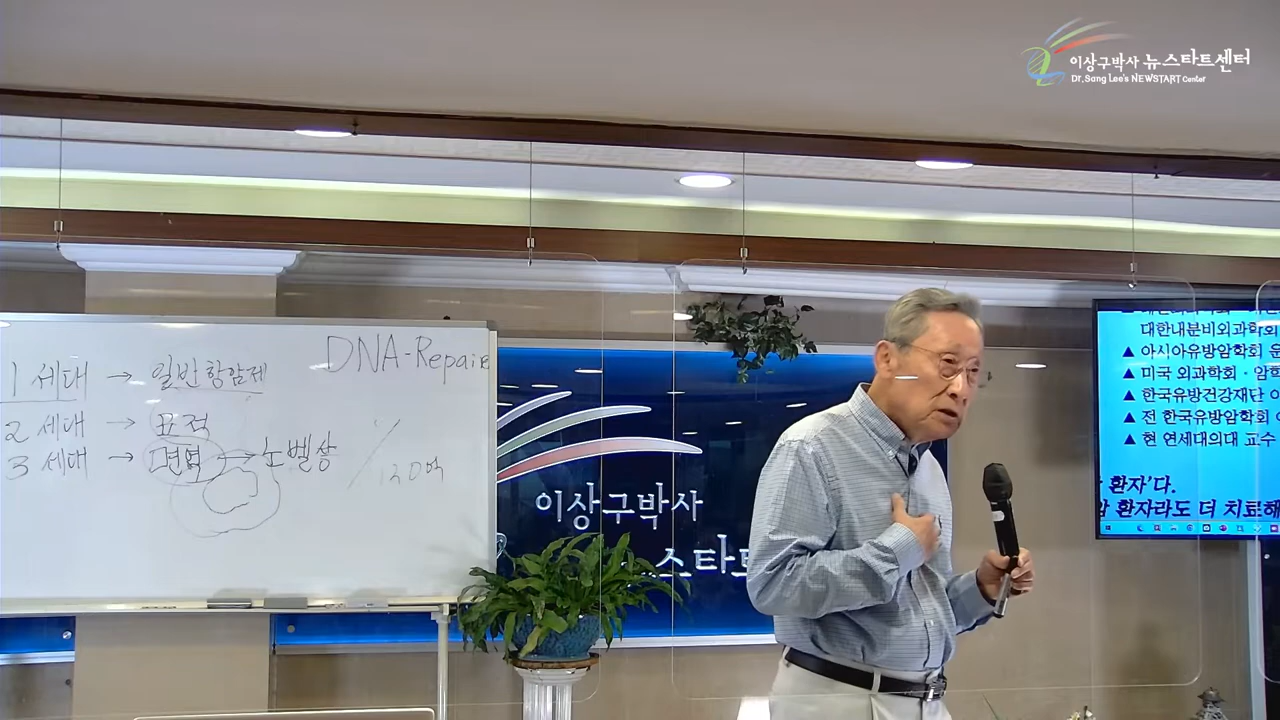 이상구박사 뉴스타트센터
Dr.Sang Lee's NEWSTART Center
DNA-Repair
1 세대 → 일반항암제
2 세대 → 표적
3 세대 → 면역 → 노벨상
120억
이상구박사
스타트
대한내분비외과학회
▲ 아시아유방암학회 운
▲ 미국 외과학회·암학
▲ 한국유방건강재단 이
▲ 전 한국유방암학회
▲ 현 연세대의대 교수
환자'다.
암 환자라도 더 치료해